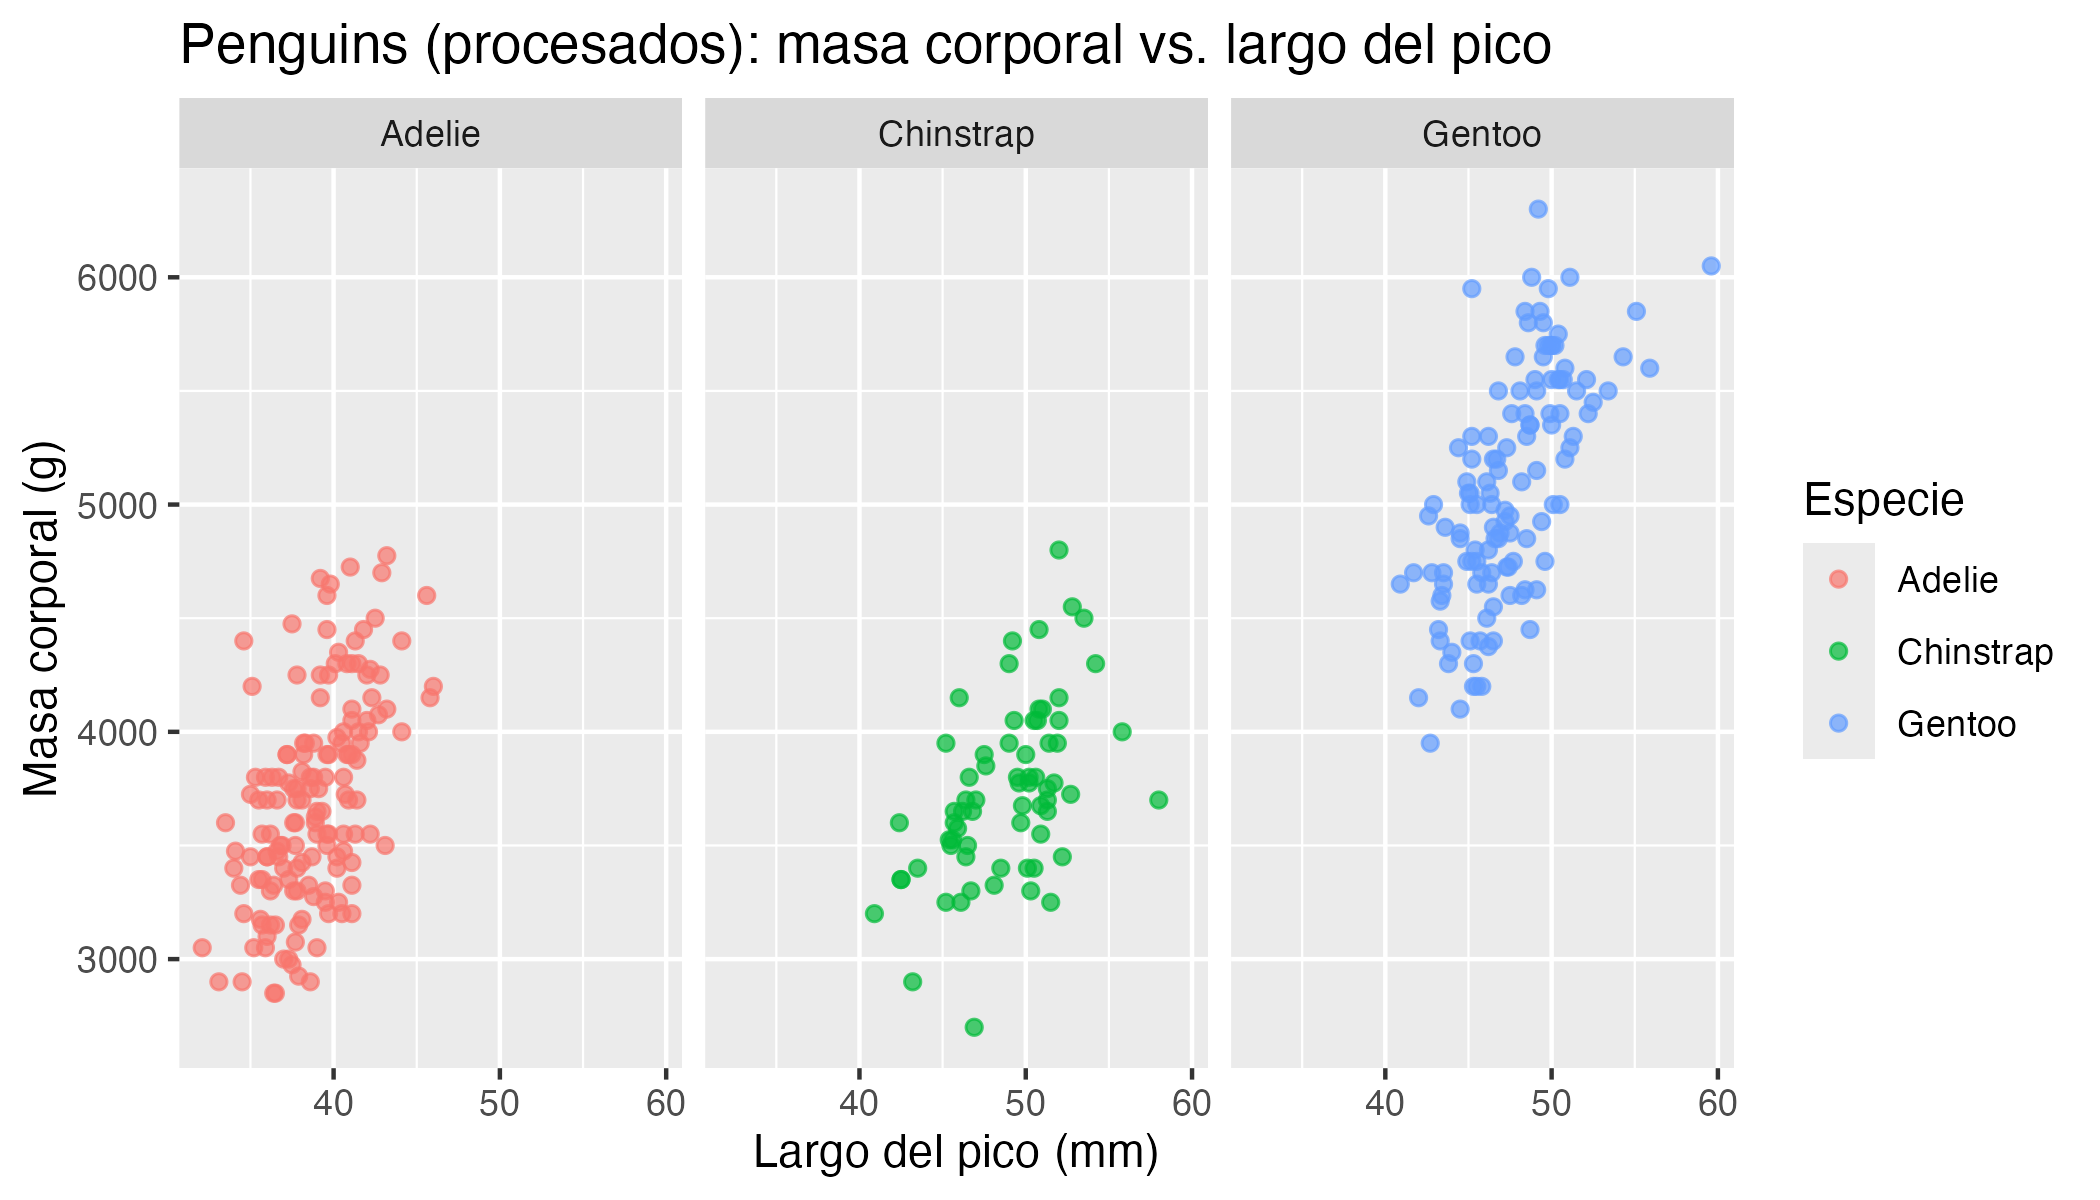 Penguins (procesados): masa corporal vs. largo del pico
Adelie
Chinstrap
Gentoo
Masa corporal (g)
6000
5000
4000
3000
40 50 60
40 50 60
40 50 60
Largo del pico (mm)
Especie
Adelie
Chinstrap
Gentoo